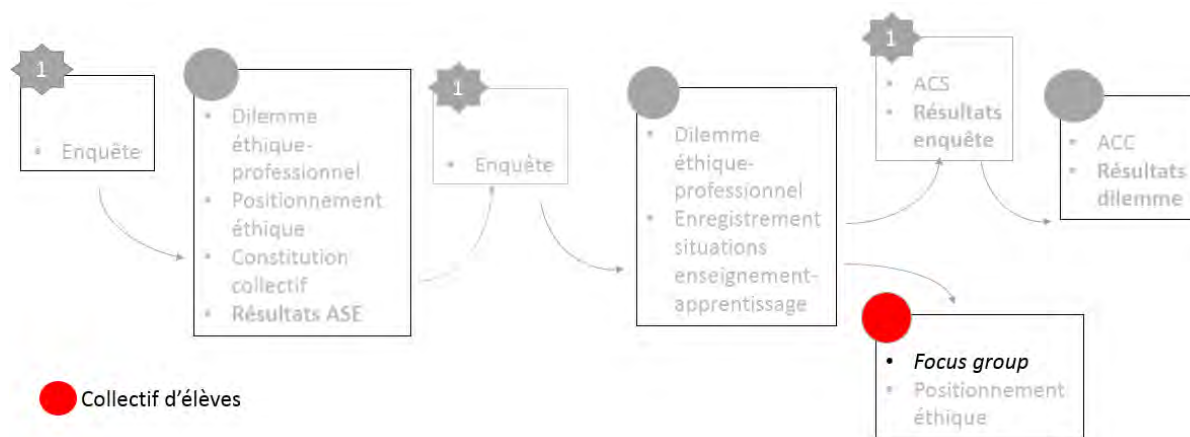 1
• Enquête
• Dilemme
éthique-
professionnel
• Positionnement
éthique
• Constitution
collectif
• Résultats ASE
1
• Enquête
• Dilemme
éthique-
professionnel
• Enregistrement
situations
enseignement-
apprentissage
1
• ACS
• Résultats
enquête
• ACC
• Résultats
dilemme
• Focus group
• Positionnement
éthique
Collectif d'élèves